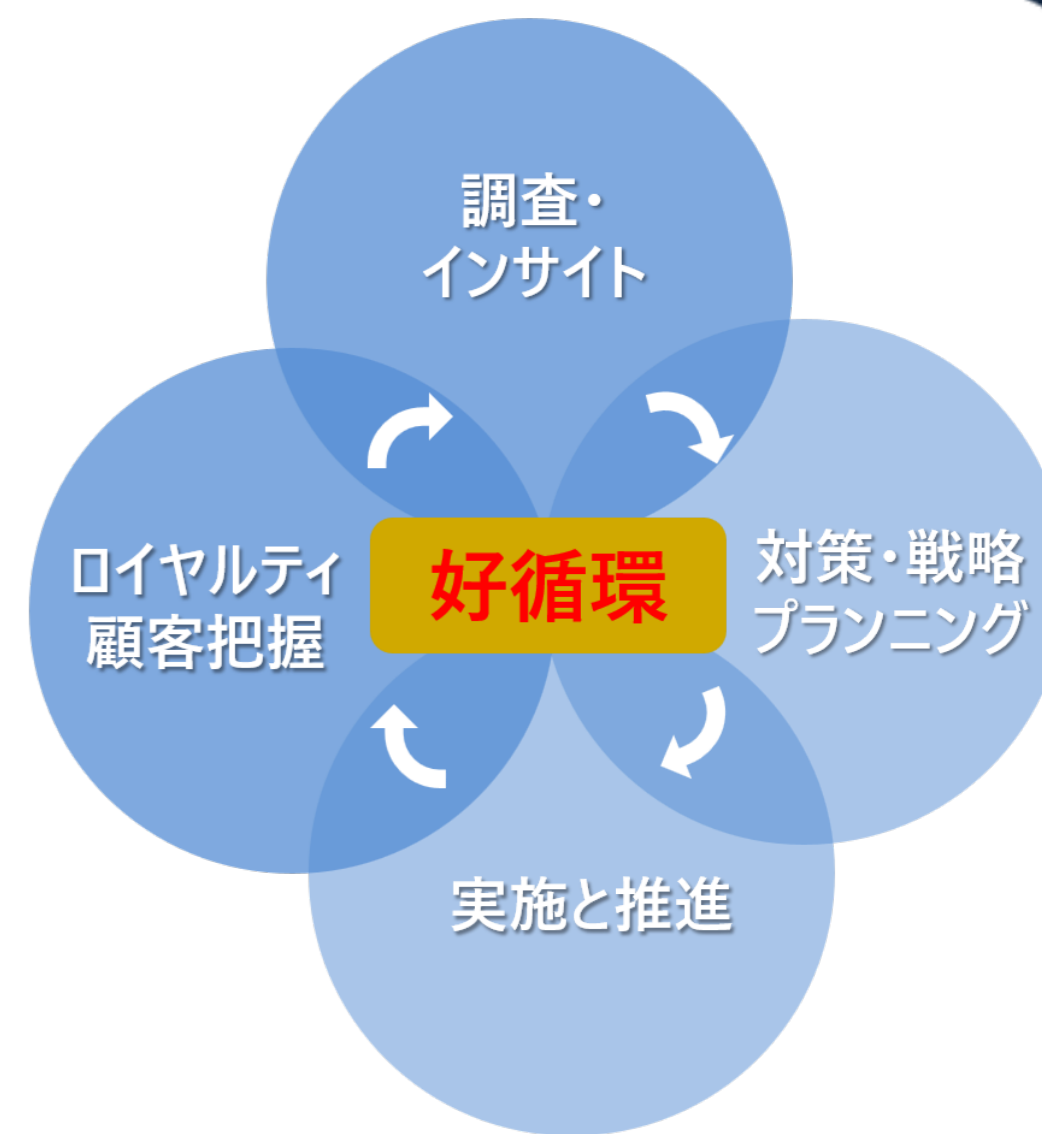 調査・
インサイト
ロイヤルティ
顧客把握
好循環
対策・戦略
プランニング
実施と推進